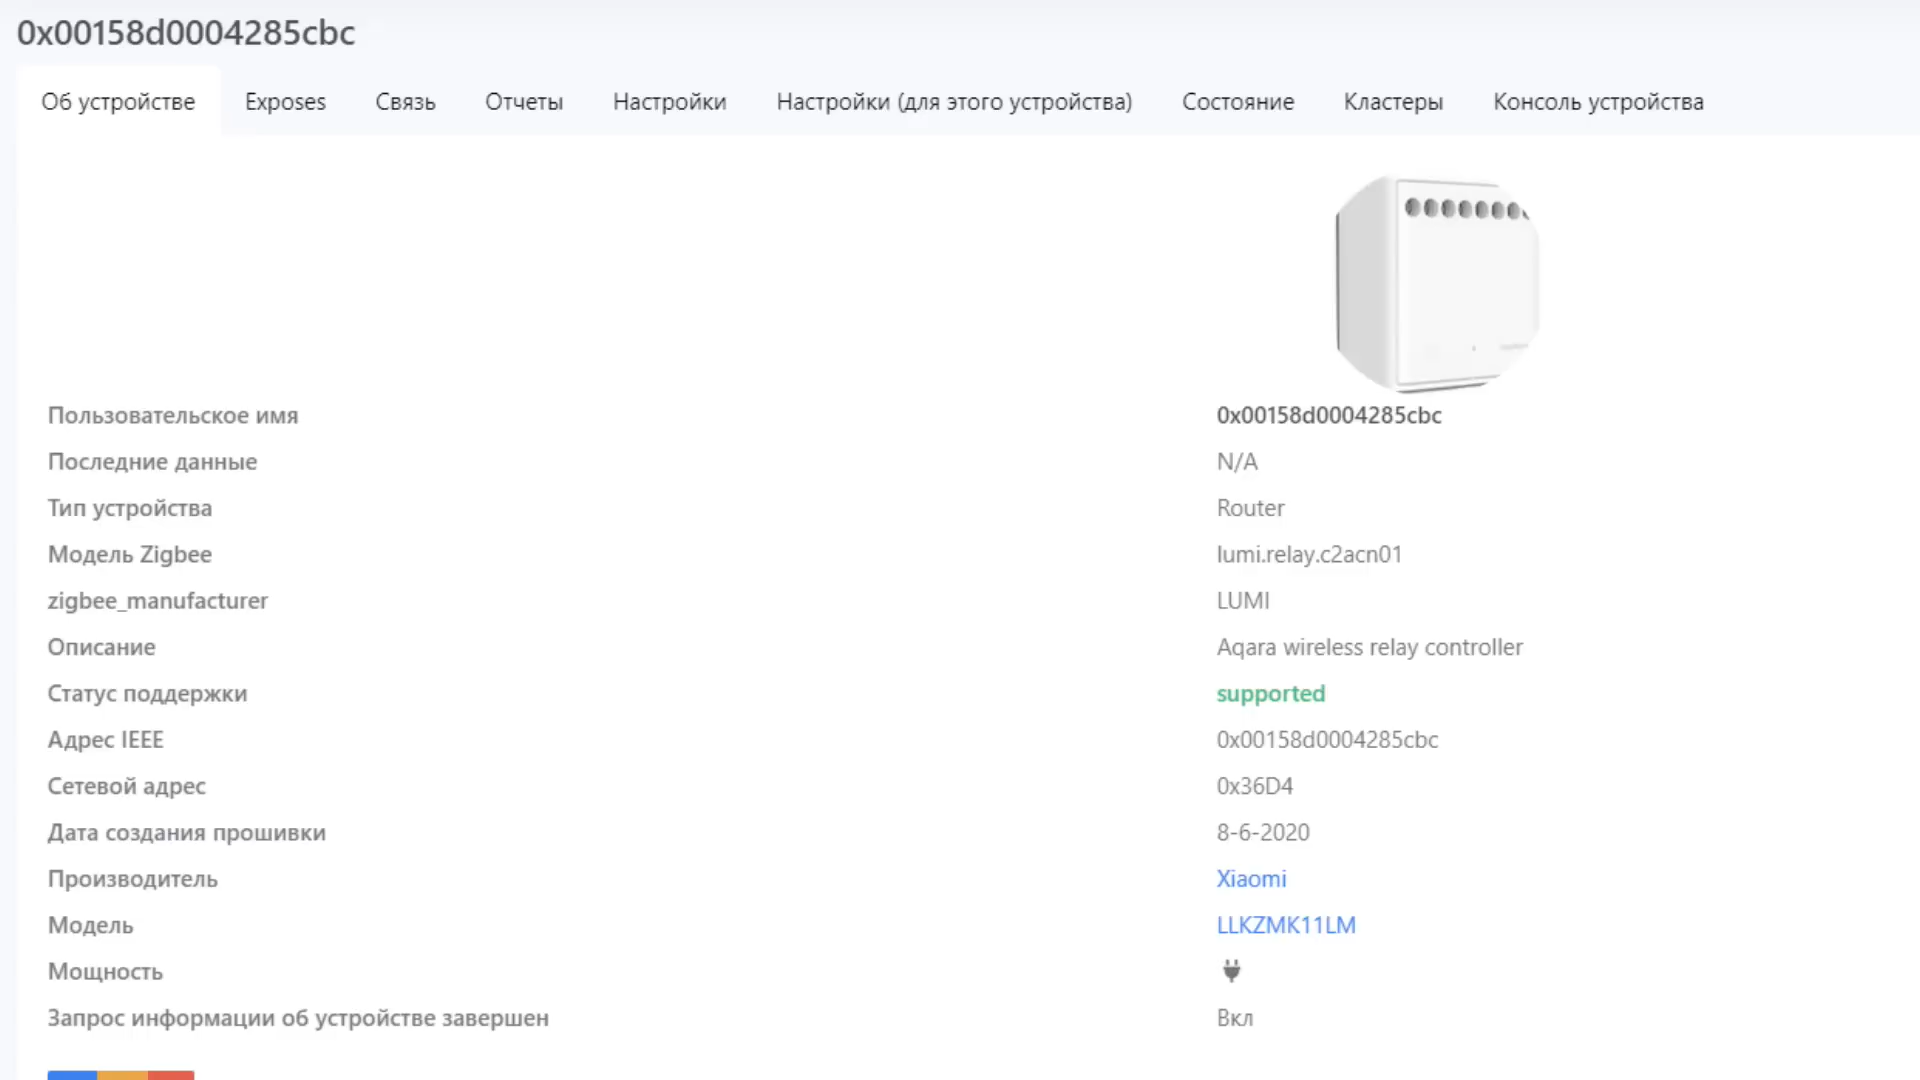 0x00158d0004285cbc
Об устройстве Exposes Связь Отчеты Настройки Настройки (для этого устройства) Состояние Кластеры Консоль устройства
Пользовательское имя 0x00158d0004285cbc
Последние данные N/A
Тип устройства Router
Модель Zigbee lumi.relay.c2acn01
zigbee_manufacturer LUMI
Описание Aqara wireless relay controller
Статус поддержки supported
Адрес IEEE 0x00158d0004285cbc
Сетевой адрес 0x36D4
Дата создания прошивки 8-6-2020
Производитель Xiaomi
Модель LLKZMK11LM
Мощность
Запрос информации об устройстве завершен Вкл